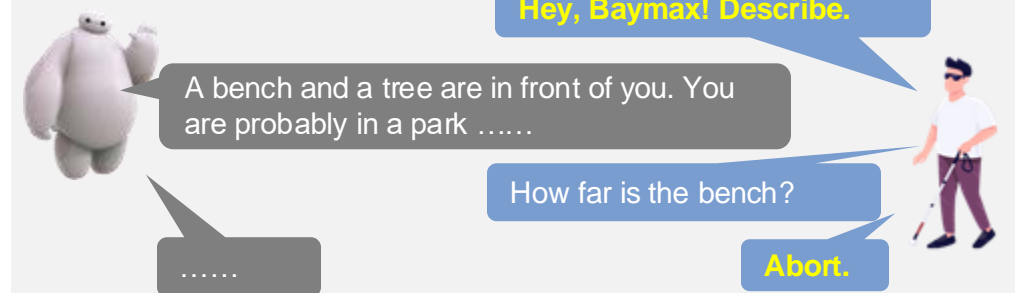 Hey, Baymax! Describe.
A bench and a tree are in front of you. You
are probably in a park ……
How far is the bench?
……
Abort.